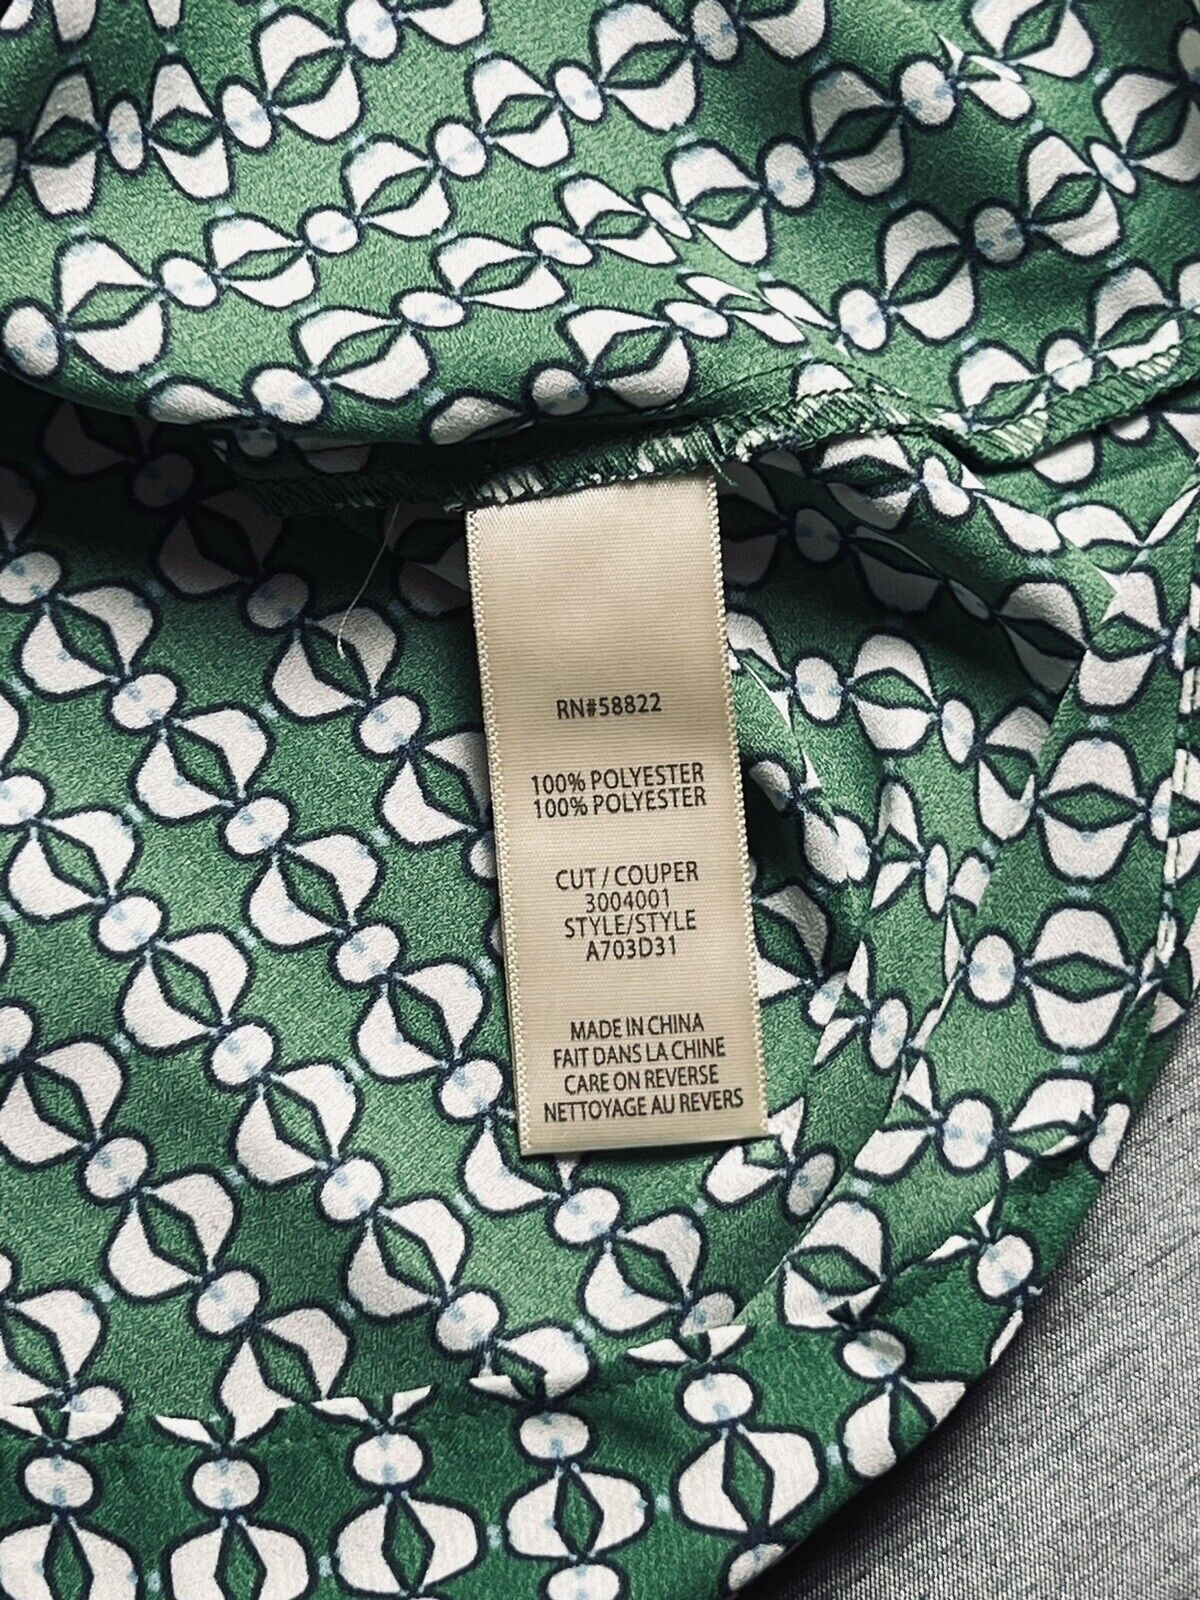 RN#58822
100% POLYESTER
100% POLYESTER
CUT / COUPER
3004001
STYLE/STYLE
A703D31
MADE IN CHINA
FAIT DANS LA CHINE
CARE ON REVERSE
NETTOYAGE AU REVERS